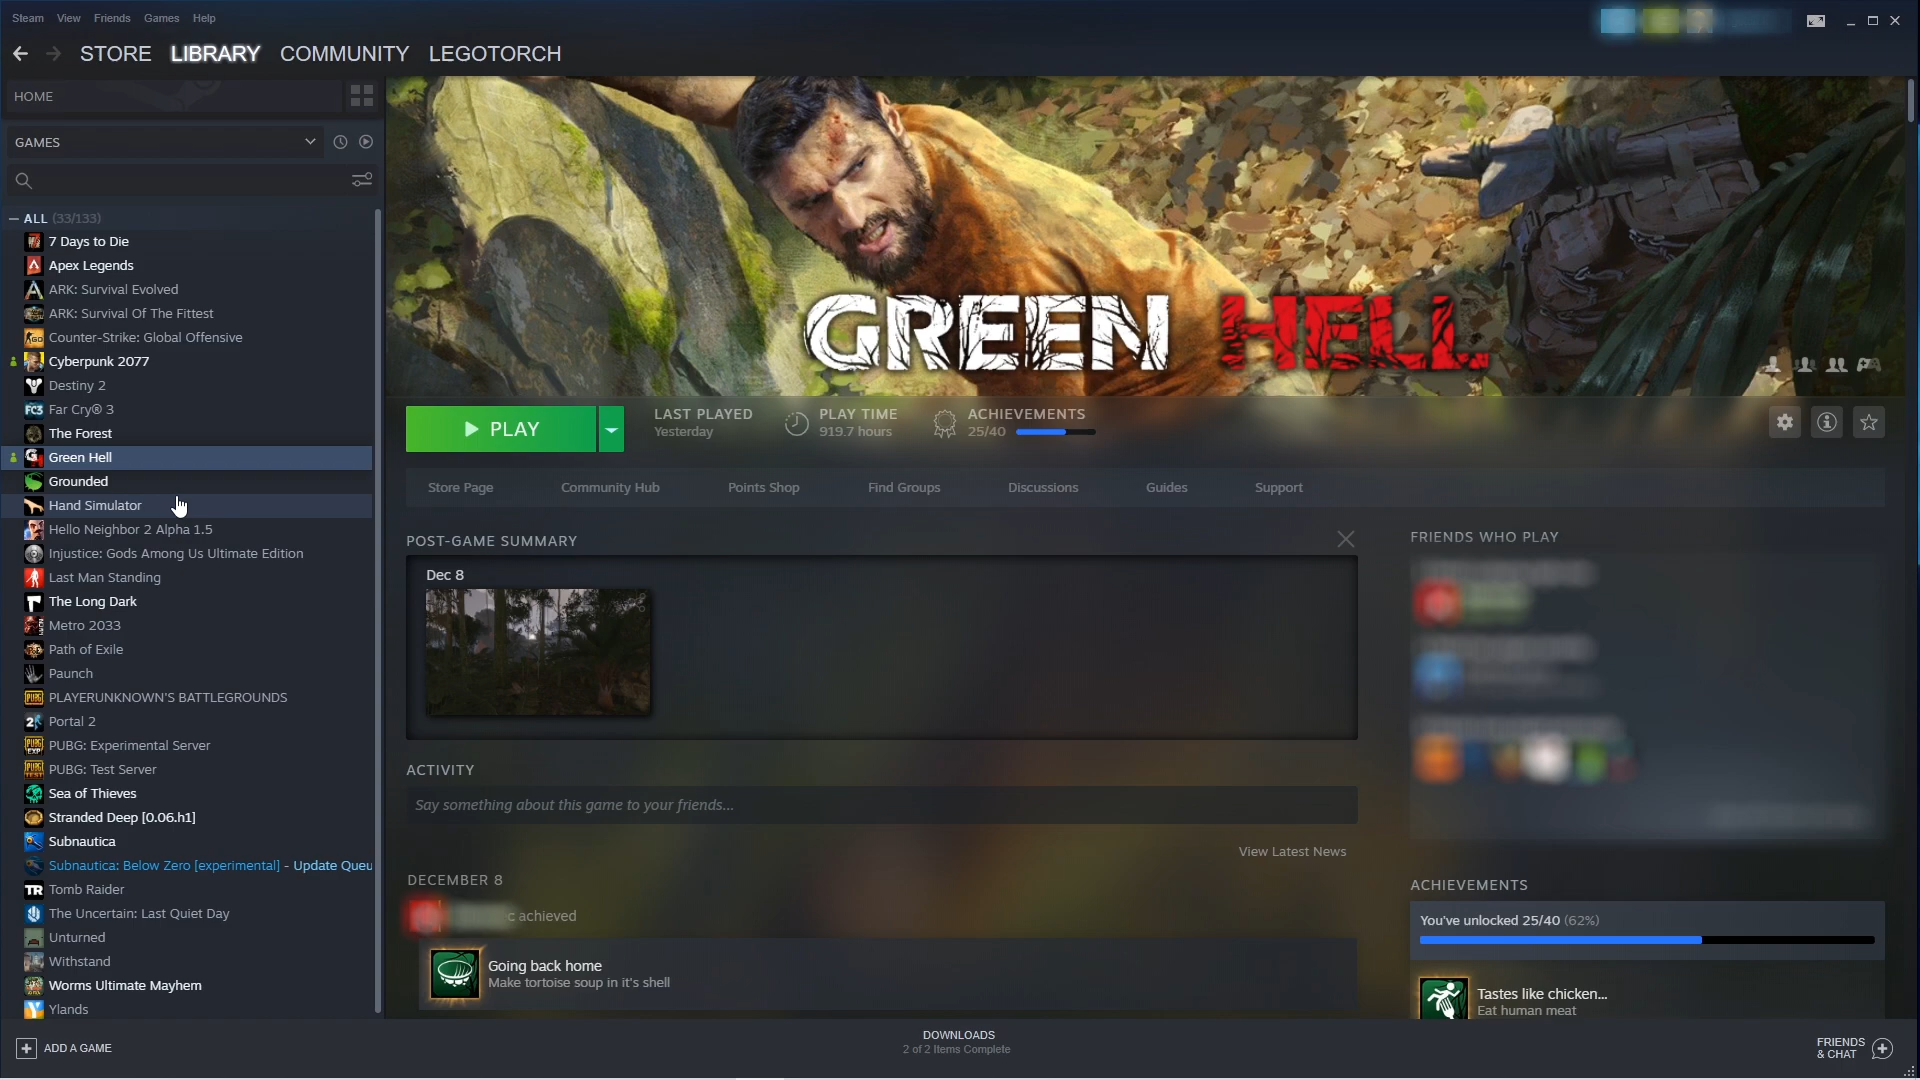 Steam View Friends Games Help
STORE LIBRARY COMMUNITY LEGOTORCH
HOME
GAMES
ALL (33/133)
7 Days to Die
Apex Legends
ARK: Survival Evolved
ARK: Survival Of The Fittest
Counter-Strike: Global Offensive
Cyberpunk 2077
Destiny 2
FC3 Far Cry® 3
The Forest
Green Hell
Grounded
Hand Simulator
Hello Neighbor 2 Alpha 1.5
Injustice: Gods Among Us Ultimate Edition
Last Man Standing
The Long Dark
Metro 2033
Path of Exile
Paunch
PLAYERUNKNOWN'S BATTLEGROUNDS
Portal 2
PUBG: Experimental Server
PUBG: Test Server
Sea of Thieves
Stranded Deep [0.06.h1]
Subnautica
Subnautica: Below Zero [experimental] - Update Queu
TR Tomb Raider
The Uncertain: Last Quiet Day
Unturned
Withstand
Worms Ultimate Mayhem
Ylands
ADD A GAME
GREEN HELL
PLAY
LAST PLAYED
Yesterday
PLAY TIME
919.7 hours
ACHIEVEMENTS
25/40
Store Page Community Hub Points Shop Find Groups Discussions Guides Support
POST-GAME SUMMARY
Dec 8
ACTIVITY
Say something about this game to your friends...
View Latest News
DECEMBER 8
achieved
Going back home
Make tortoise soup in it's shell
FRIENDS WHO PLAY
ACHIEVEMENTS
You've unlocked 25/40 (62%)
Tastes like chicken...
Eat human meat
DOWNLOADS
2 of 2 Items Complete
FRIENDS
& CHAT